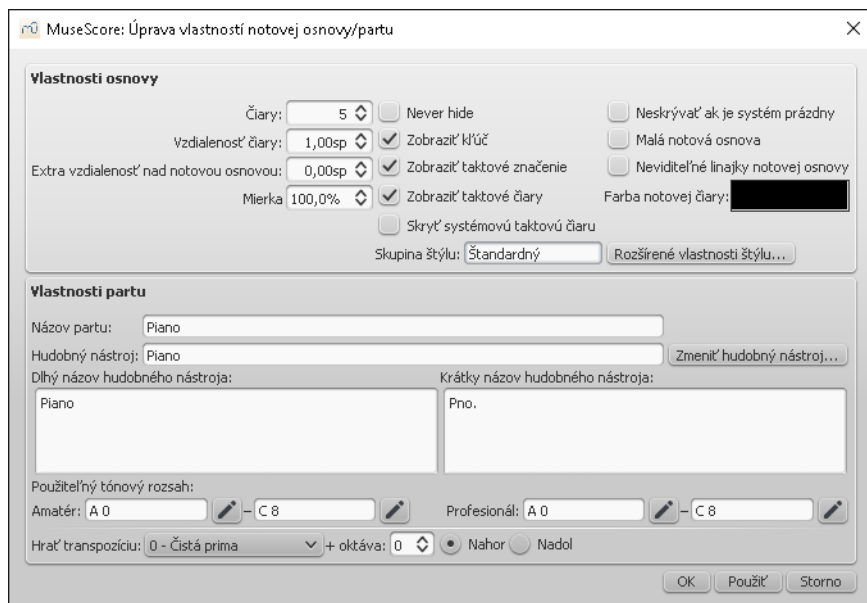 MuseScore: Úprava vlastností notovej osnovy/partu
Vlastnosti osnovy
Čiary: 5 Never hide Neskrývať ak je systém prázdny
Vzdialenosť čiary: 1,00sp Zobraziť kľúč Malá notová osnova
Extra vzdialenosť nad notovou osnovou: 0,00sp Zobraziť taktové značenie Neviditeľné linajky notovej osnovy
Mierka 100,0% Zobraziť taktové čiary Farba notovej čiary:
Skryť systémovú taktovú čiaru
Skupina štýlu: Štandardný Rozšírené vlastnosti štýlu...
Vlastnosti partu
Názov partu: Piano
Hudobný nástroj: Piano Zmeniť hudobný nástroj...
Dlhý názov hudobného nástroja: Krátky názov hudobného nástroja:
Piano Pno.
Použiteľný tónový rozsah:
Amatér: A 0 – C 8 Profesionál: A 0 – C 8
Hrať transpozíciu: 0 - Čistá prima + oktáva: 0 Nahor Nadol
OK Použiť Storno